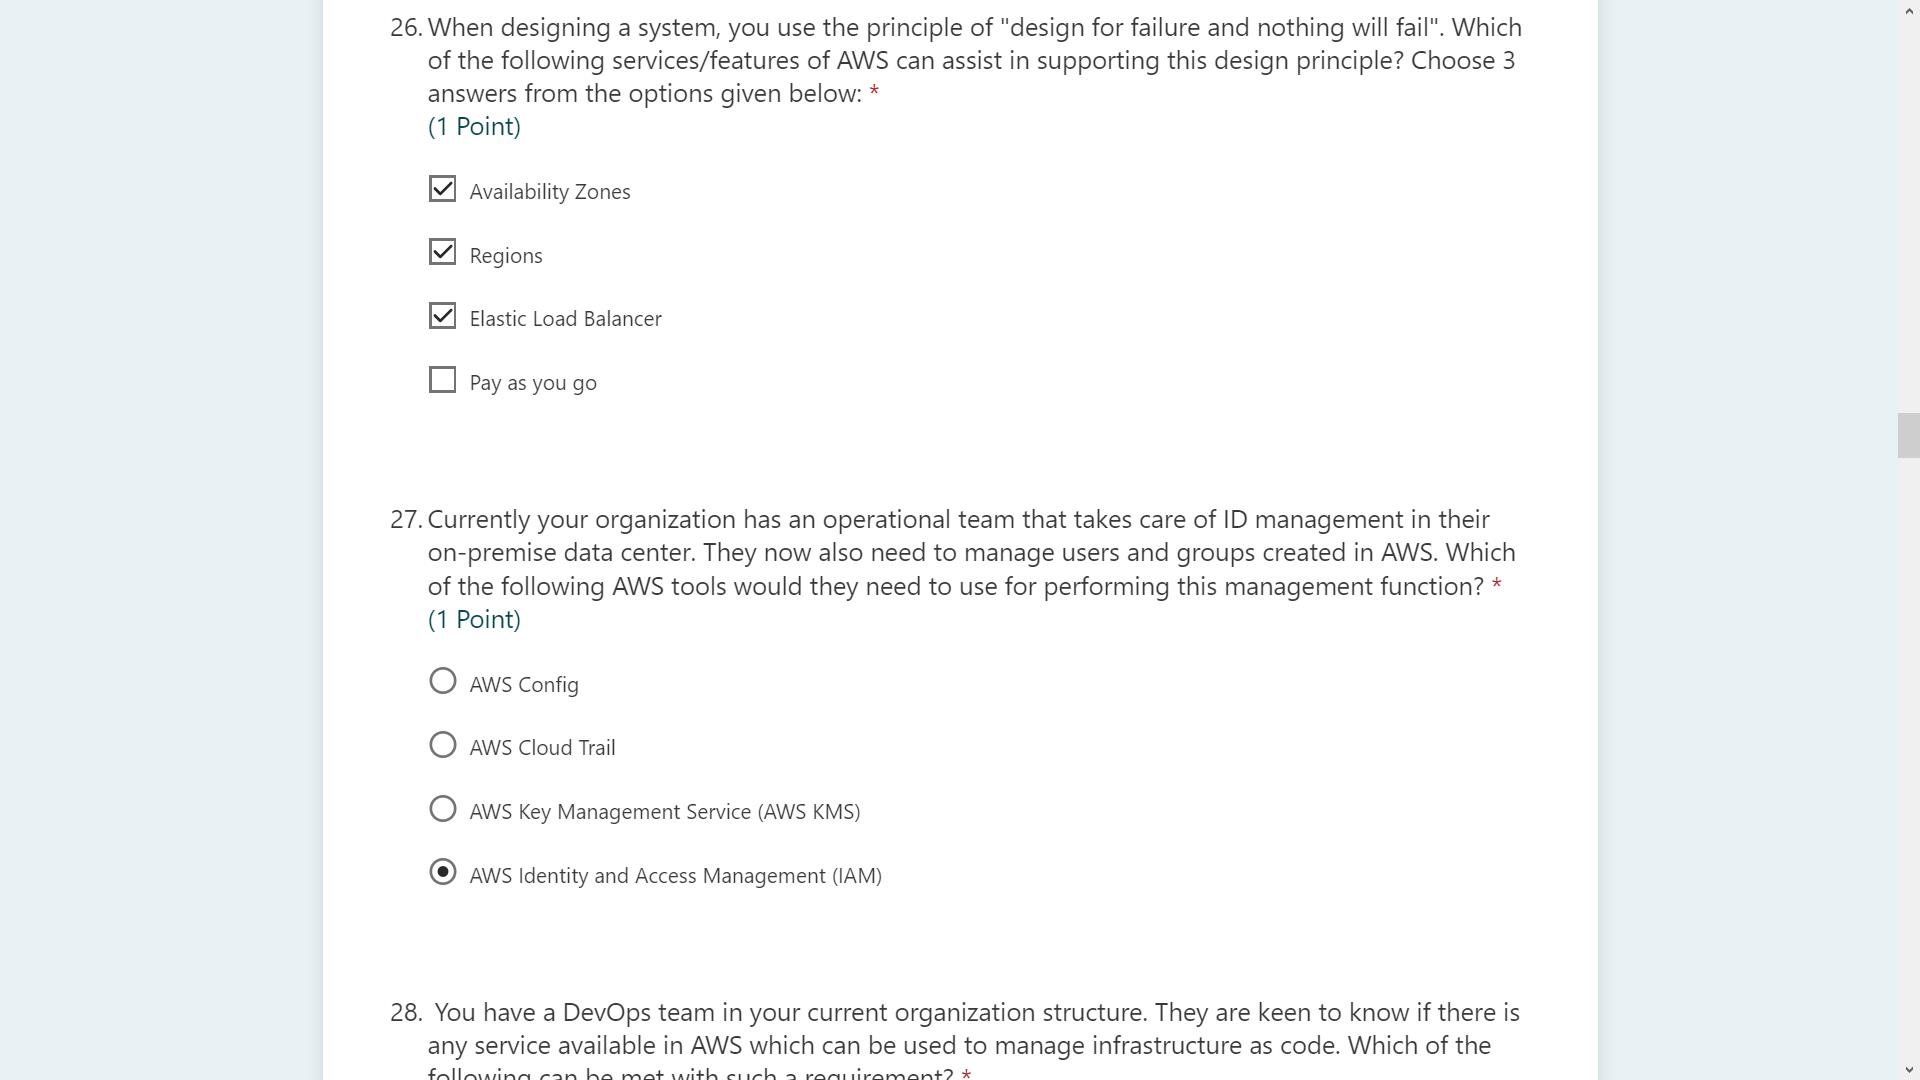 26. When designing a system, you use the principle of "design for failure and nothing will fail". Which
of the following services/features of AWS can assist in supporting this design principle? Choose 3
answers from the options given below: *
(1 Point)
Availability Zones
Regions
Elastic Load Balancer
Pay as you go
27. Currently your organization has an operational team that takes care of ID management in their
on-premise data center. They now also need to manage users and groups created in AWS. Which
of the following AWS tools would they need to use for performing this management function? *
(1 Point)
AWS Config
AWS Cloud Trail
AWS Key Management Service (AWS KMS)
AWS Identity and Access Management (IAM)
28. You have a DevOps team in your current organization structure. They are keen to know if there is
any service available in AWS which can be used to manage infrastructure as code. Which of the
following can be met with such a requirement? *